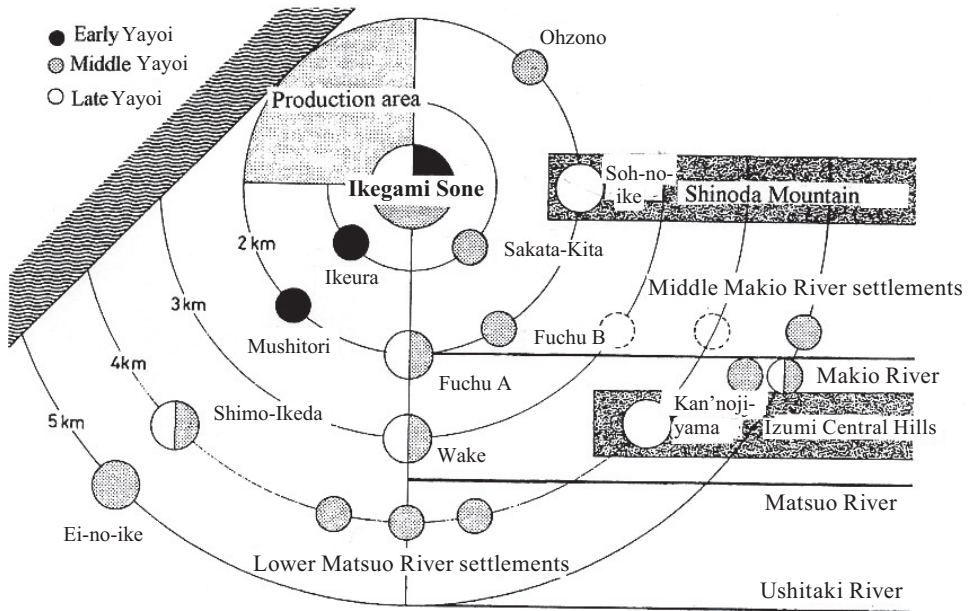 Early Yayoi
Middle Yayoi
Late Yayoi
Ohzono
Production area
Ikegami Sone
Soh-no-
ike
Shinoda Mountain
2 km
Ikeura
Sakata-Kita
3 km
Mushitori
Middle Makio River settlements
Fuchu B
4km
Fuchu A
Makio River
Shimo-Ikeda
Kan'noji-
yama
Izumi Central Hills
5 km
Wake
Matsuo River
Ei-no-ike
Lower Matsuo River settlements
Ushitaki River